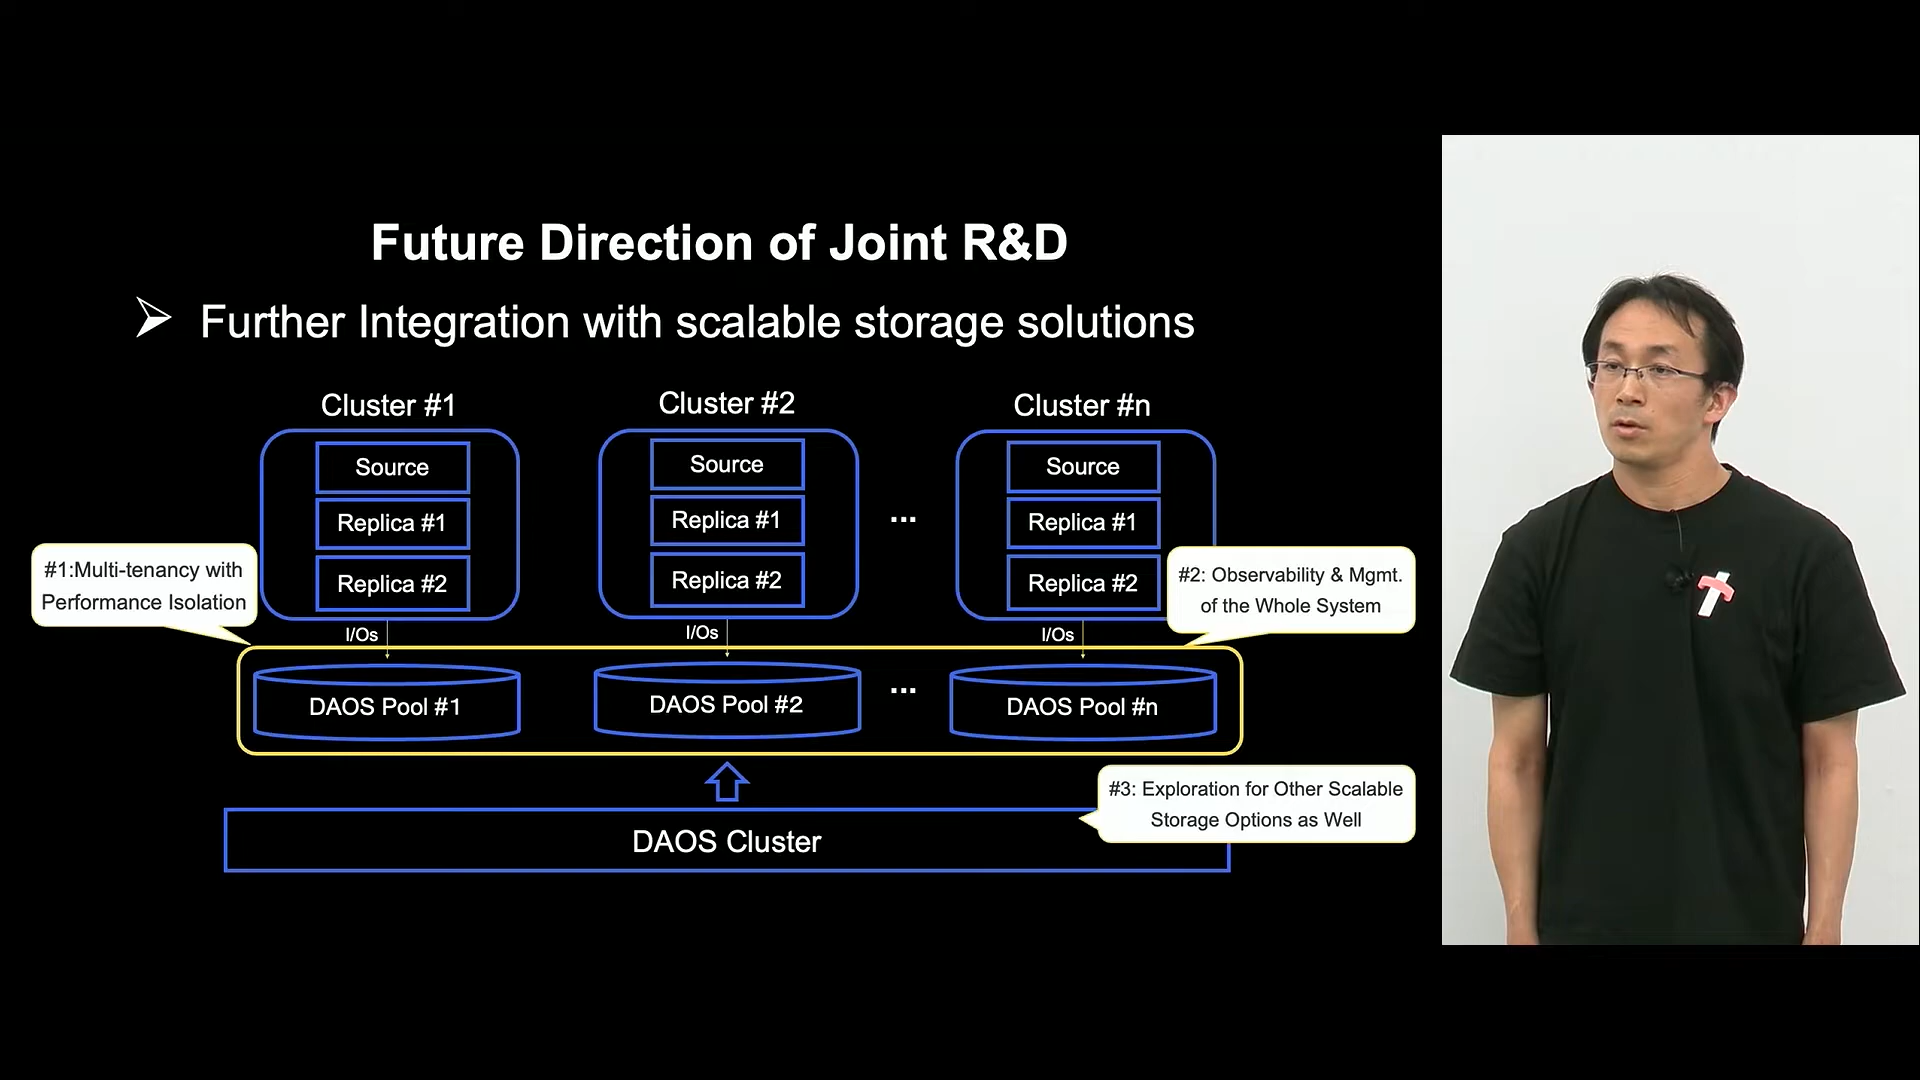 Future Direction of Joint R&D
Further Integration with scalable storage solutions
Cluster #1
Cluster #2
Cluster #n
Source
Replica #1
Replica #2
Source
Replica #1
Replica #2
...
Source
Replica #1
Replica #2
#1:Multi-tenancy with
Performance Isolation
#2: Observability & Mgmt.
of the Whole System
I/Os
I/Os
I/Os
DAOS Pool #1
DAOS Pool #2
...
DAOS Pool #n
#3: Exploration for Other Scalable
Storage Options as Well
DAOS Cluster